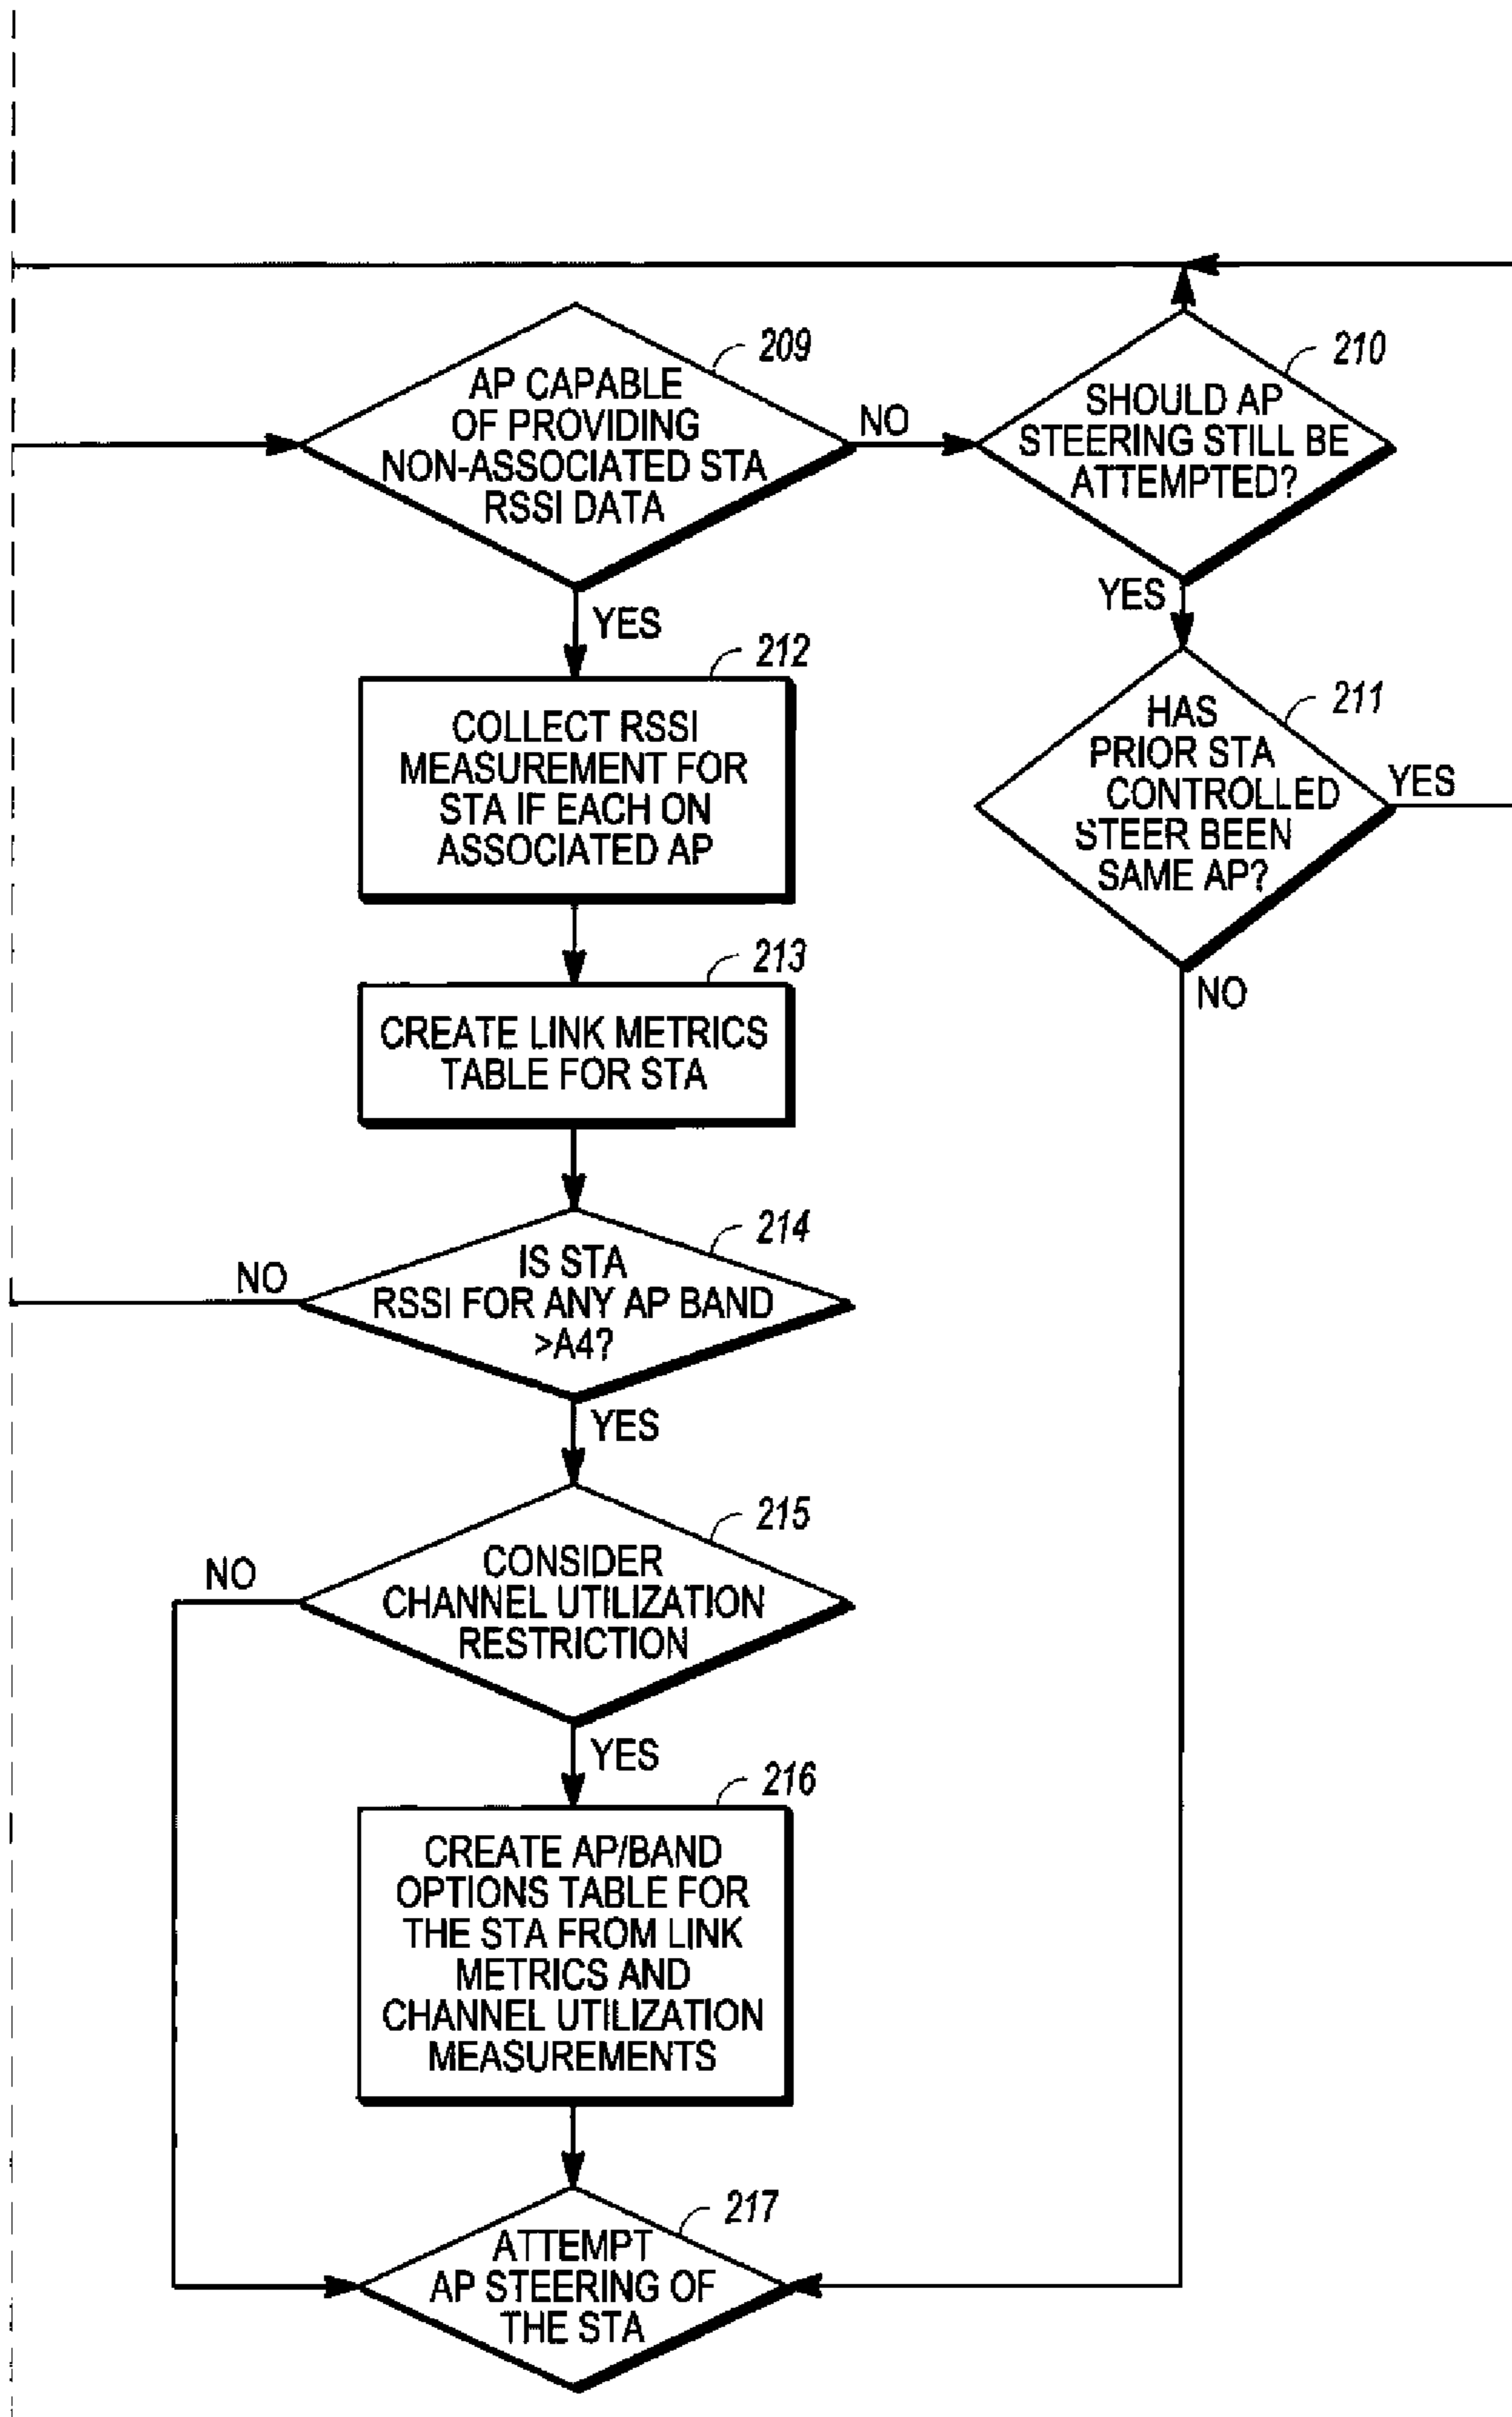 209
AP CAPABLE
OF PROVIDING
NON-ASSOCIATED STA
RSSI DATA
NO
210
SHOULD AP
STEERING STILL BE
ATTEMPTED?
YES
YES
212
COLLECT RSSI
MEASUREMENT FOR
STA IF EACH ON
ASSOCIATED AP
211
HAS
PRIOR STA
CONTROLLED
STEER BEEN
SAME AP?
YES
NO
213
CREATE LINK METRICS
TABLE FOR STA
214
IS STA
RSSI FOR ANY AP BAND
>A4?
NO
YES
215
CONSIDER
CHANNEL UTILIZATION
RESTRICTION
NO
YES
216
CREATE AP/BAND
OPTIONS TABLE FOR
THE STA FROM LINK
METRICS AND
CHANNEL UTILIZATION
MEASUREMENTS
217
ATTEMPT
AP STEERING OF
THE STA